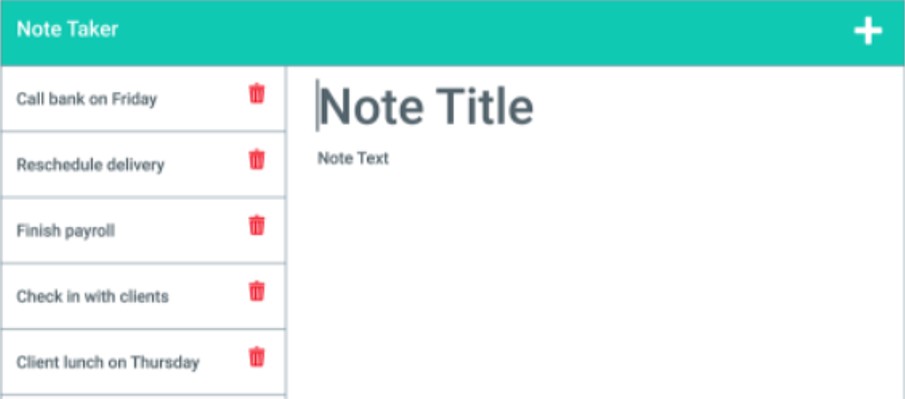 Note Taker
Call bank on Friday
Reschedule delivery
Finish payroll
Check in with clients
Client lunch on Thursday
Note Title
Note Text